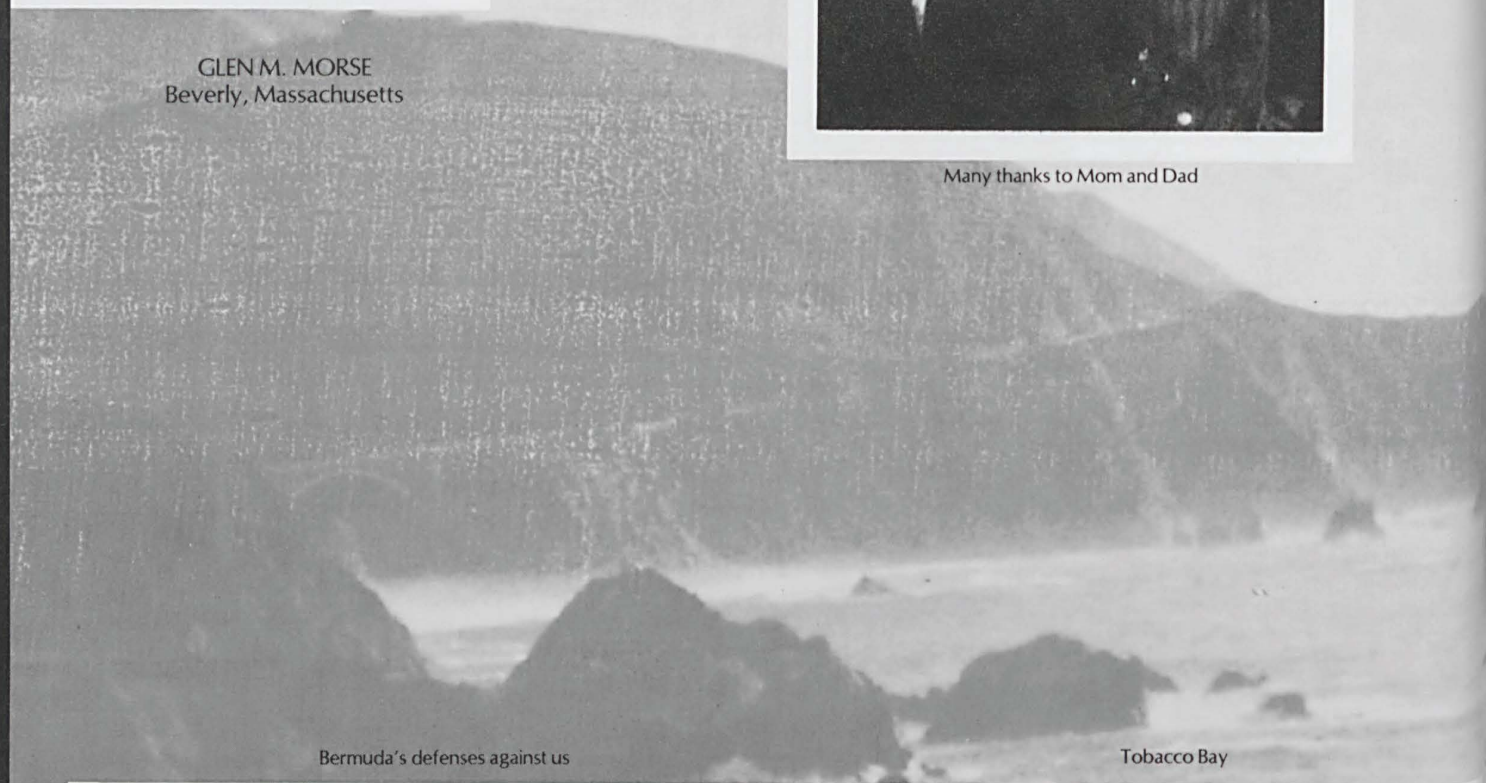 GLEN M. MORSE
Beverly, Massachusetts
Many thanks to Mom and Dad
Bermuda's defenses against us
Tobacco Bay